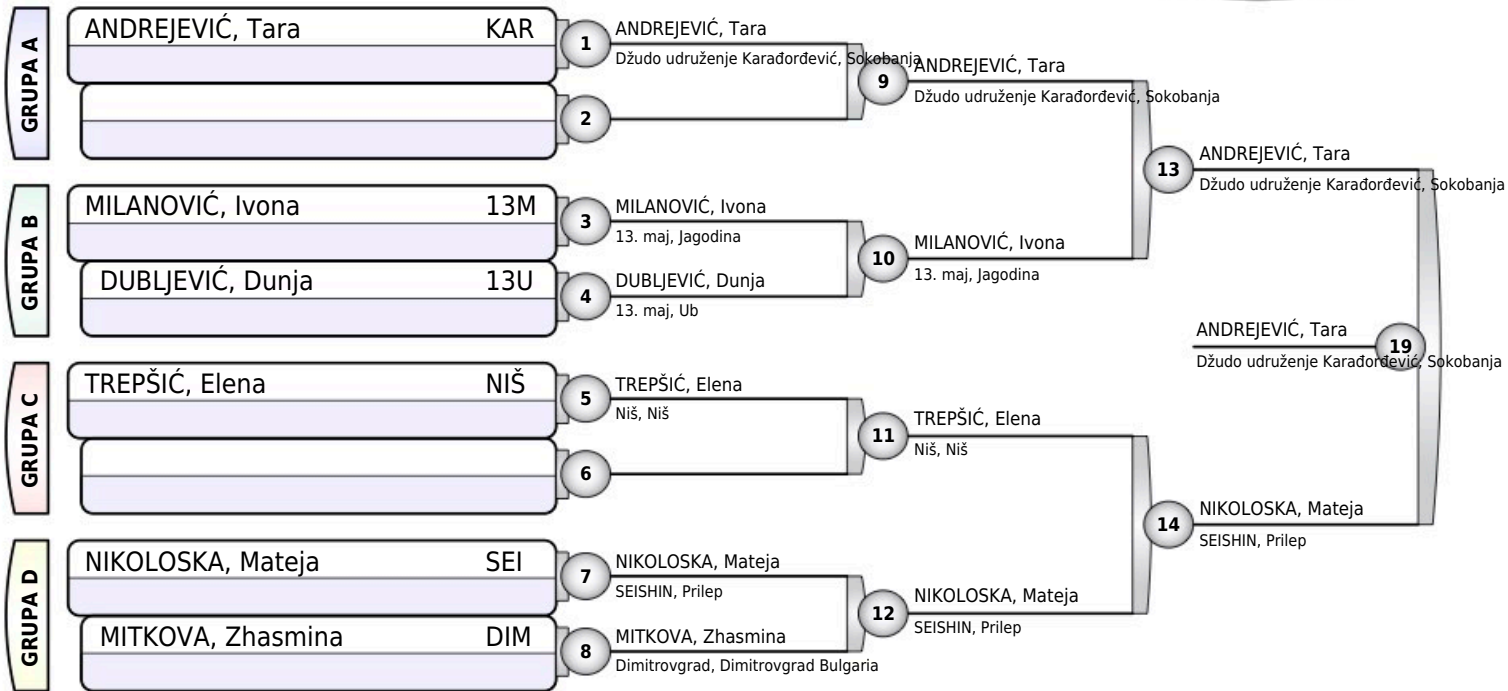 GRUPA A
ANDREJEVIĆ, Tara KAR
1
2
GRUPA B
MILANOVIĆ, Ivona 13M
DUBLJEVIĆ, Dunja 13U
3
4
GRUPA C
TREPŠIĆ, Elena NIŠ
5
6
GRUPA D
NIKOLOSKA, Mateja SEI
MITKOVA, Zhasmina DIM
7
8
ANDREJEVIĆ, Tara
Džudo udruženje Karađorđević, Sokobanja
MILANOVIĆ, Ivona
13. maj, Jagodina
DUBLJEVIĆ, Dunja
13. maj, Ub
TREPŠIĆ, Elena
Niš, Niš
NIKOLOSKA, Mateja
SEISHIN, Prilep
MITKOVA, Zhasmina
Dimitrovgrad, Dimitrovgrad Bulgaria
9
ANDREJEVIĆ, Tara
Džudo udruženje Karađorđević, Sokobanja
10
MILANOVIĆ, Ivona
13. maj, Jagodina
11
TREPŠIĆ, Elena
Niš, Niš
12
NIKOLOSKA, Mateja
SEISHIN, Prilep
13
ANDREJEVIĆ, Tara
Džudo udruženje Karađorđević, Sokobanja
14
NIKOLOSKA, Mateja
SEISHIN, Prilep
ANDREJEVIĆ, Tara
19
Džudo udruženje Karađorđević, Sokobanja